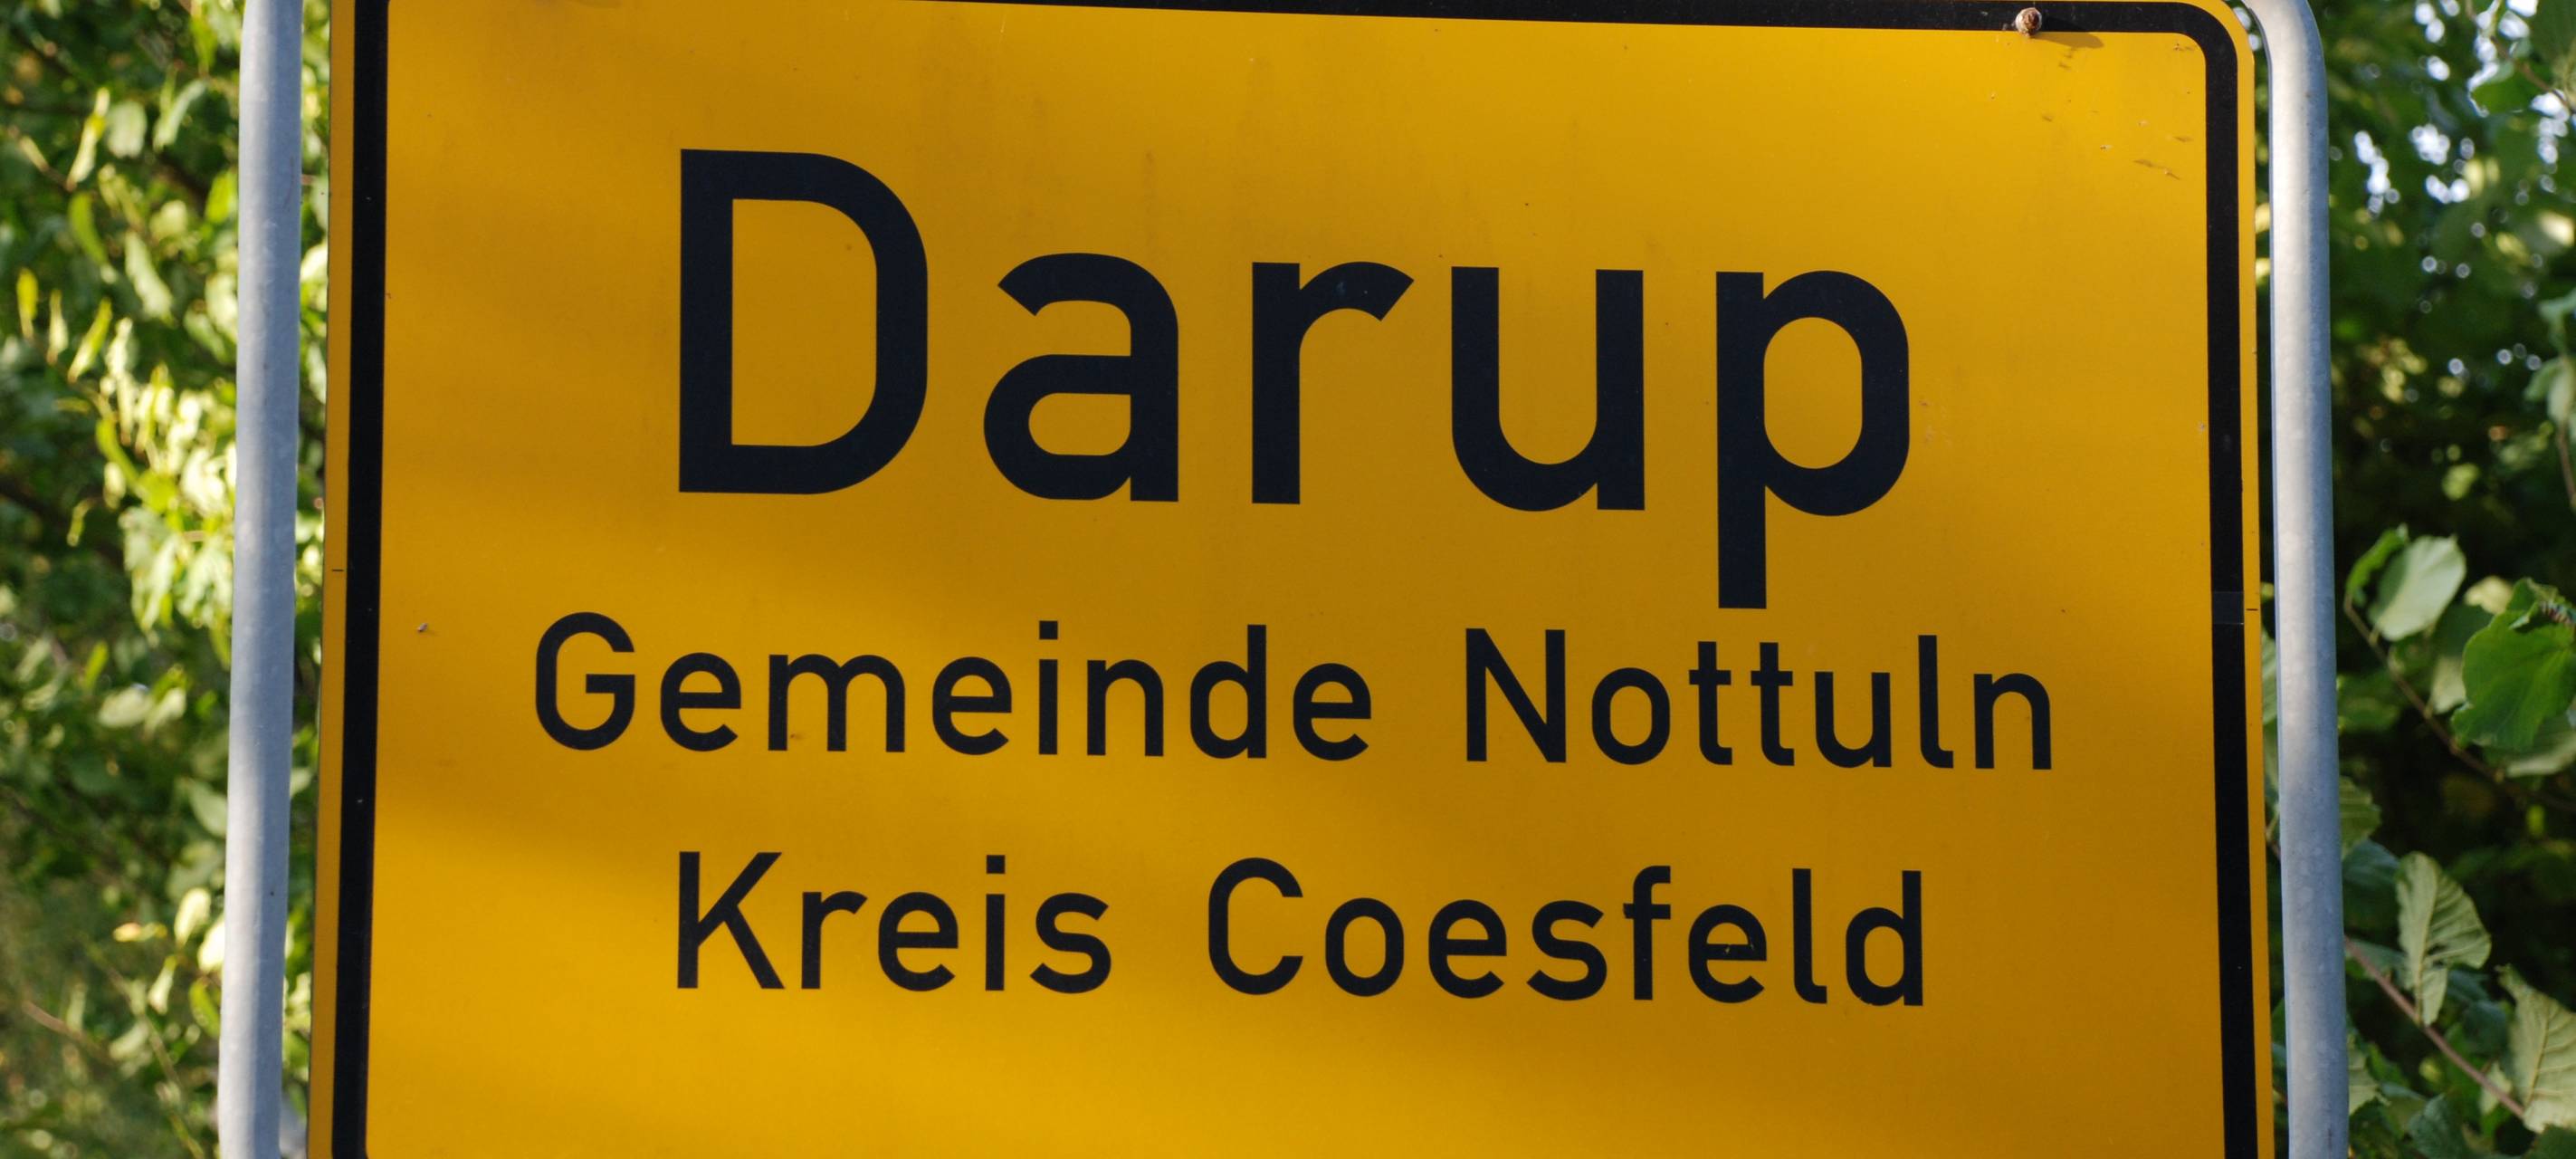 Darup
Gemeinde Nottuln
Kreis Coesfeld